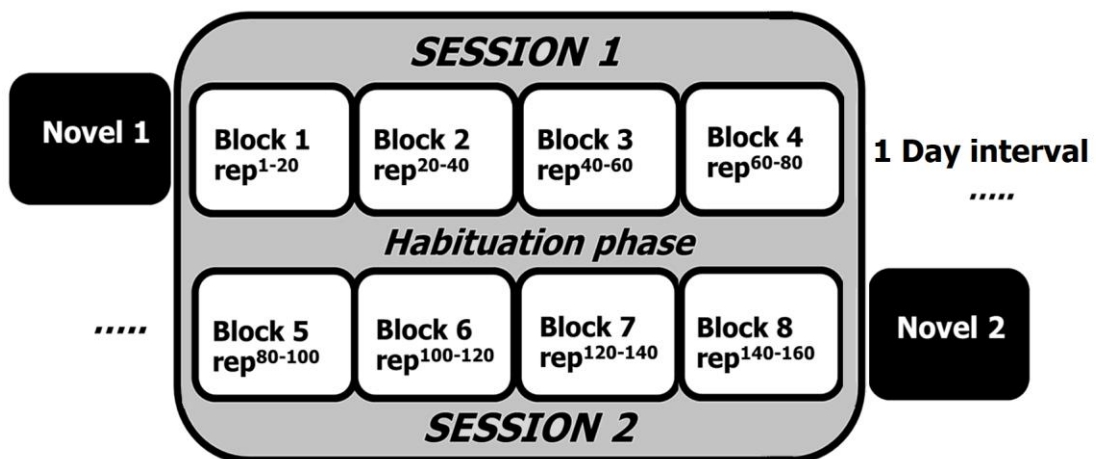 SESSION 1
Novel 1
Block 1
rep1-20
Block 2
rep20-40
Block 3
rep40-60
Block 4
rep60-80
1 Day interval
.....
Habituation phase
.....
Block 5
rep80-100
Block 6
rep100-120
Block 7
rep120-140
Block 8
rep140-160
Novel 2
SESSION 2